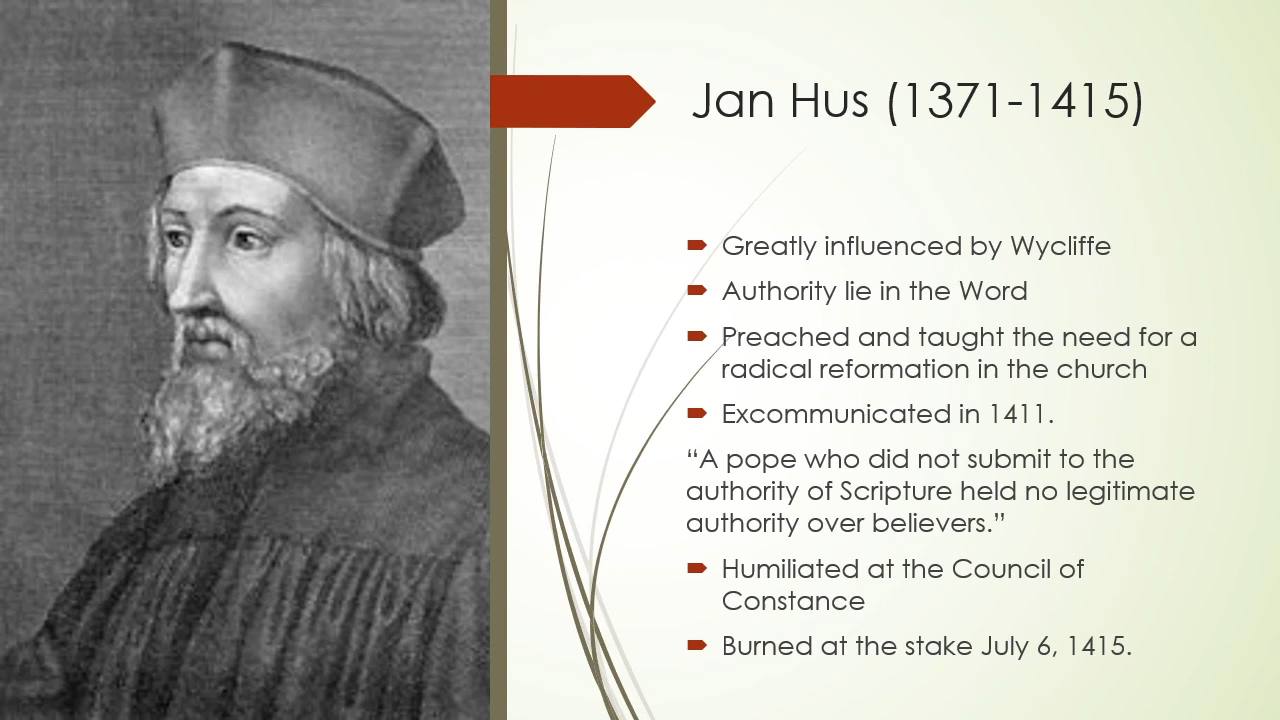 Jan Hus (1371-1415)
Greatly influenced by Wycliffe
Authority lie in the Word
Preached and taught the need for a
radical reformation in the church
Excommunicated in 1411.
“A pope who did not submit to the
authority of Scripture held no legitimate
authority over believers.”
Humiliated at the Council of
Constance
Burned at the stake July 6, 1415.